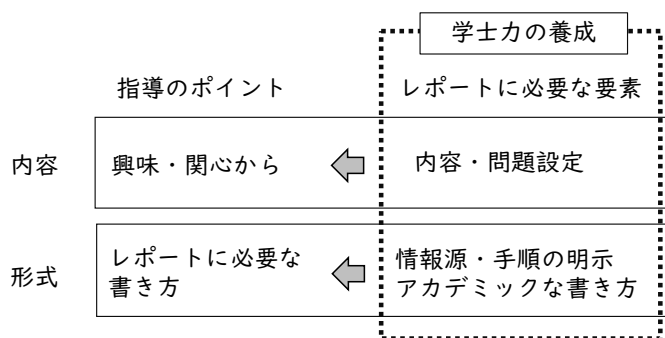 学士力の養成
指導のポイント
レポートに必要な要素
内容
興味・関心から
内容・問題設定
形式
レポートに必要な
書き方
情報源・手順の明示
アカデミックな書き方